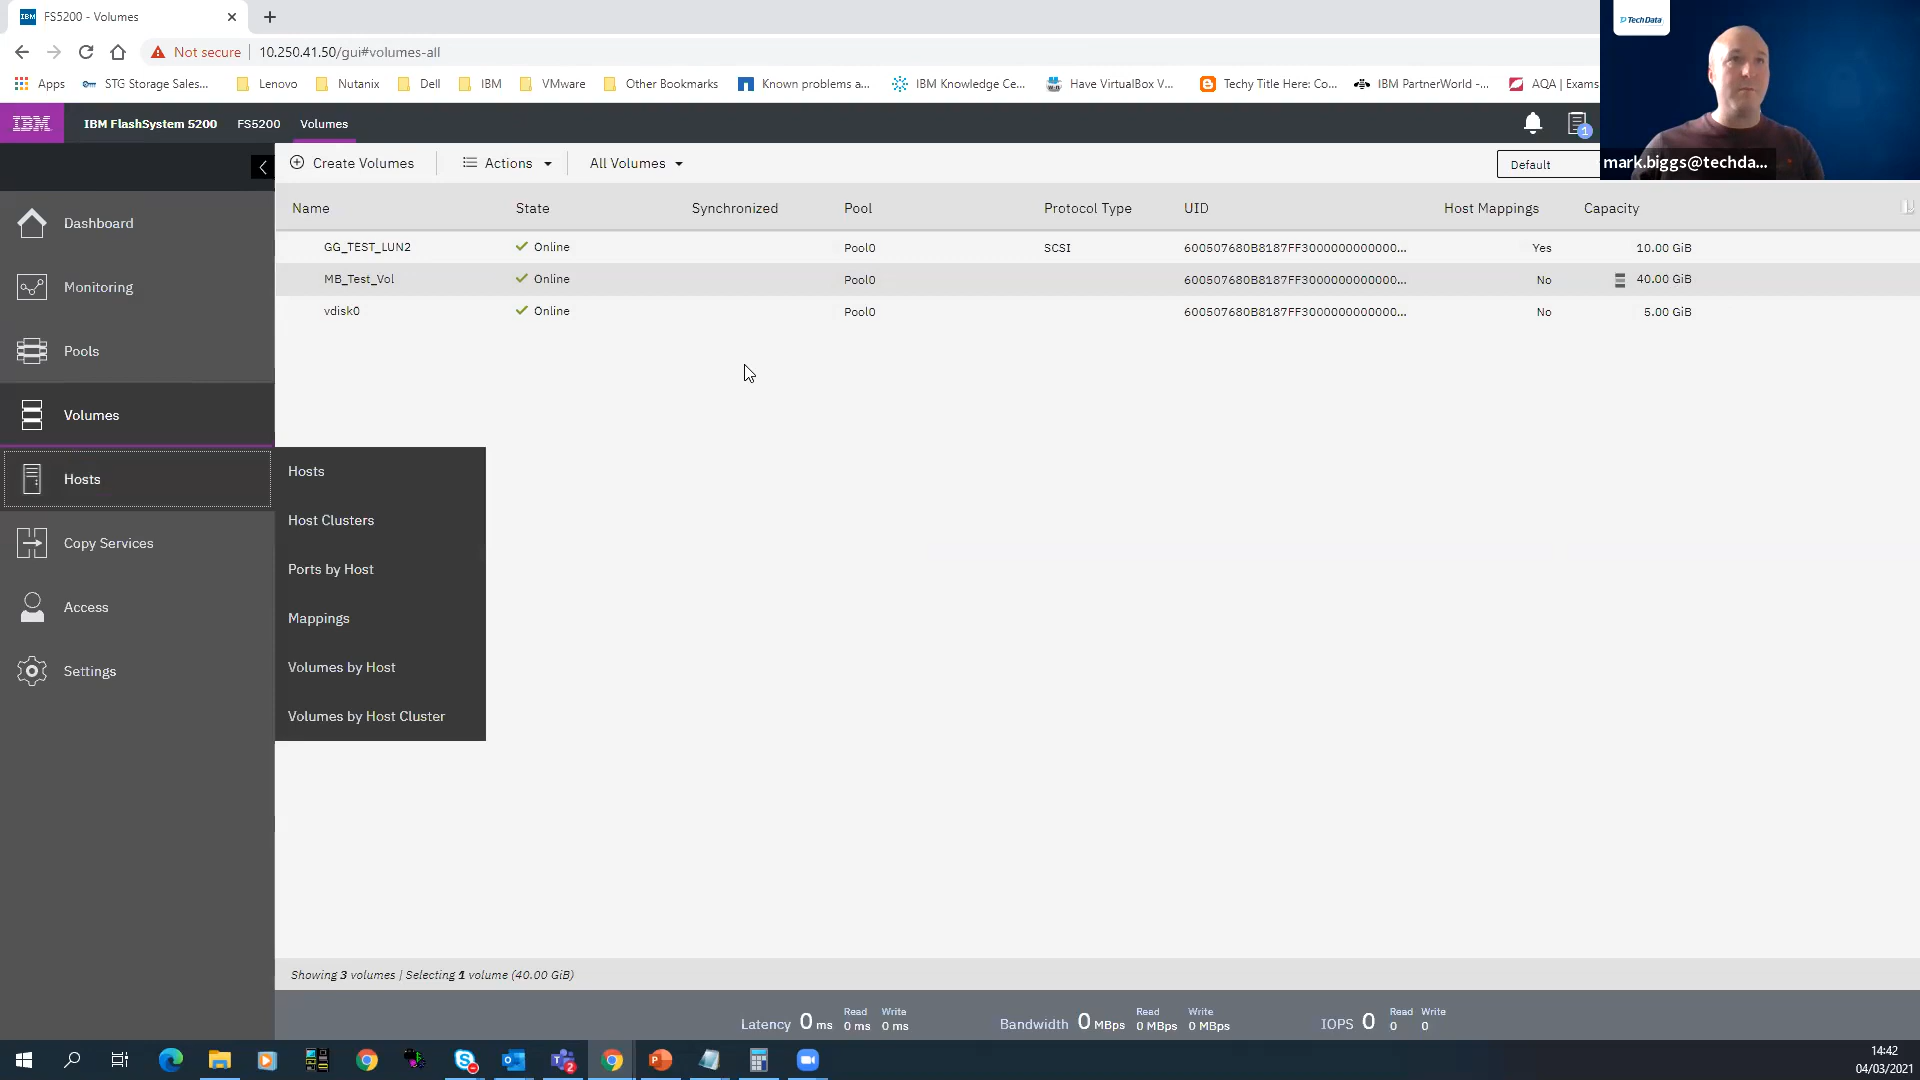 IBM FS5200 - Volumes
Not secure 10.250.41.50/gui#volumes-all
Apps STG Storage Sales... Lenovo Nutanix Dell IBM VMware Other Bookmarks Known problems a... IBM Knowledge Ce... Have VirtualBox V... Techy Title Here: Co... IBM PartnerWorld -... AQA | Exams
TechData
mark.biggs@techda...
IBM IBM FlashSystem 5200 FS5200 Volumes 1
Create Volumes Actions All Volumes Default
Name State Synchronized Pool Protocol Type UID Host Mappings Capacity
GG_TEST_LUN2 Online Pool0 SCSI 600507680B8187FF3000000000000... Yes 10.00 GiB
MB_Test_Vol Online Pool0 600507680B8187FF3000000000000... No 40.00 GiB
vdisk0 Online Pool0 600507680B8187FF3000000000000... No 5.00 GiB
Dashboard
Monitoring
Pools
Volumes
Hosts
Copy Services
Access
Settings
Hosts
Host Clusters
Ports by Host
Mappings
Volumes by Host
Volumes by Host Cluster
Showing 3 volumes | Selecting 1 volume (40.00 GiB)
Latency 0 ms Read 0 ms Write 0 ms Bandwidth 0 MBps Read 0 MBps Write 0 MBps IOPS 0 Read 0 Write 0
2
14:42
04/03/2021